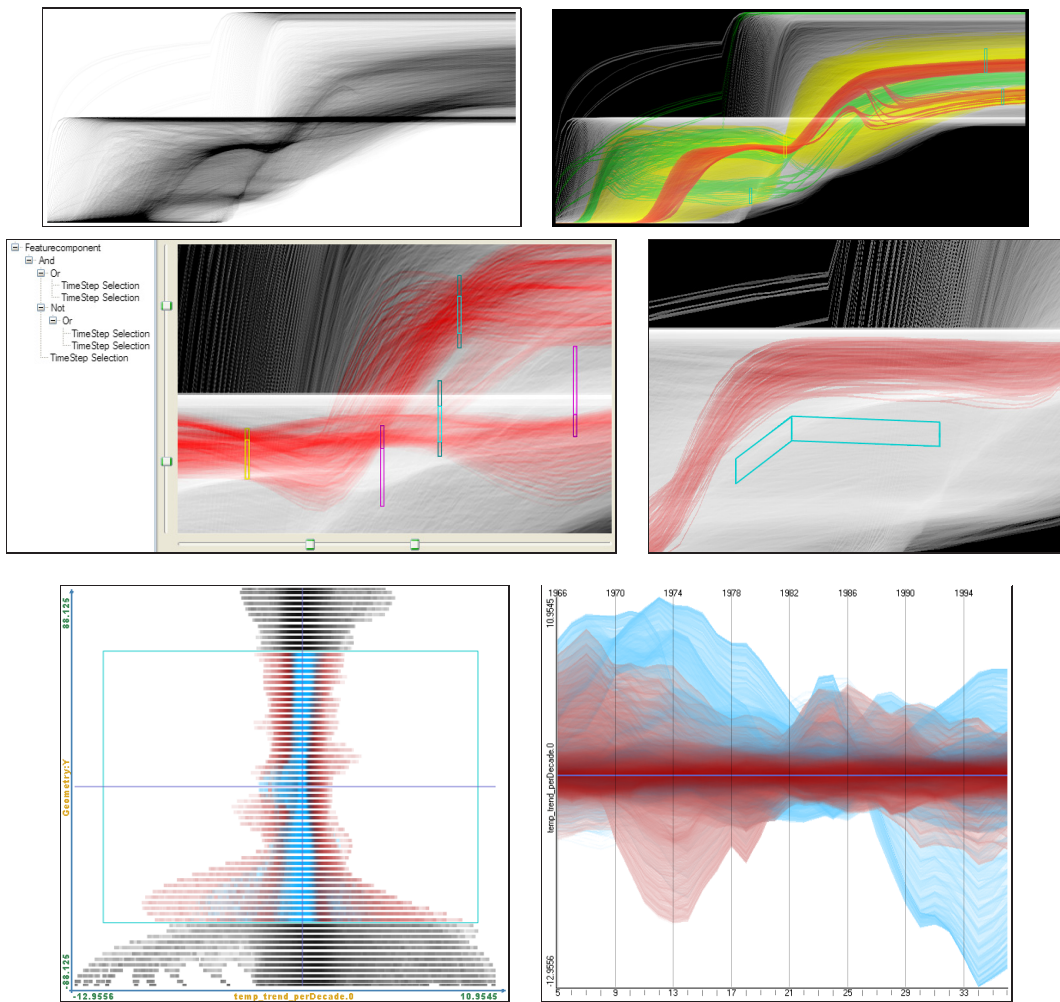 Featurecomponent
And
Or
TimeStep Selection
TimeStep Selection
Not
Or
TimeStep Selection
TimeStep Selection
TimeStep Selection
88.125
Geometry:Y
-88.125
-12.9556
temp_trend_perDecade.0
10.9545
1966 1970 1974 1978 1982 1986 1990 1994
10.9545
temp_trend_perDecade.0
-12.9556
5 9 13 17 21 25 29 33